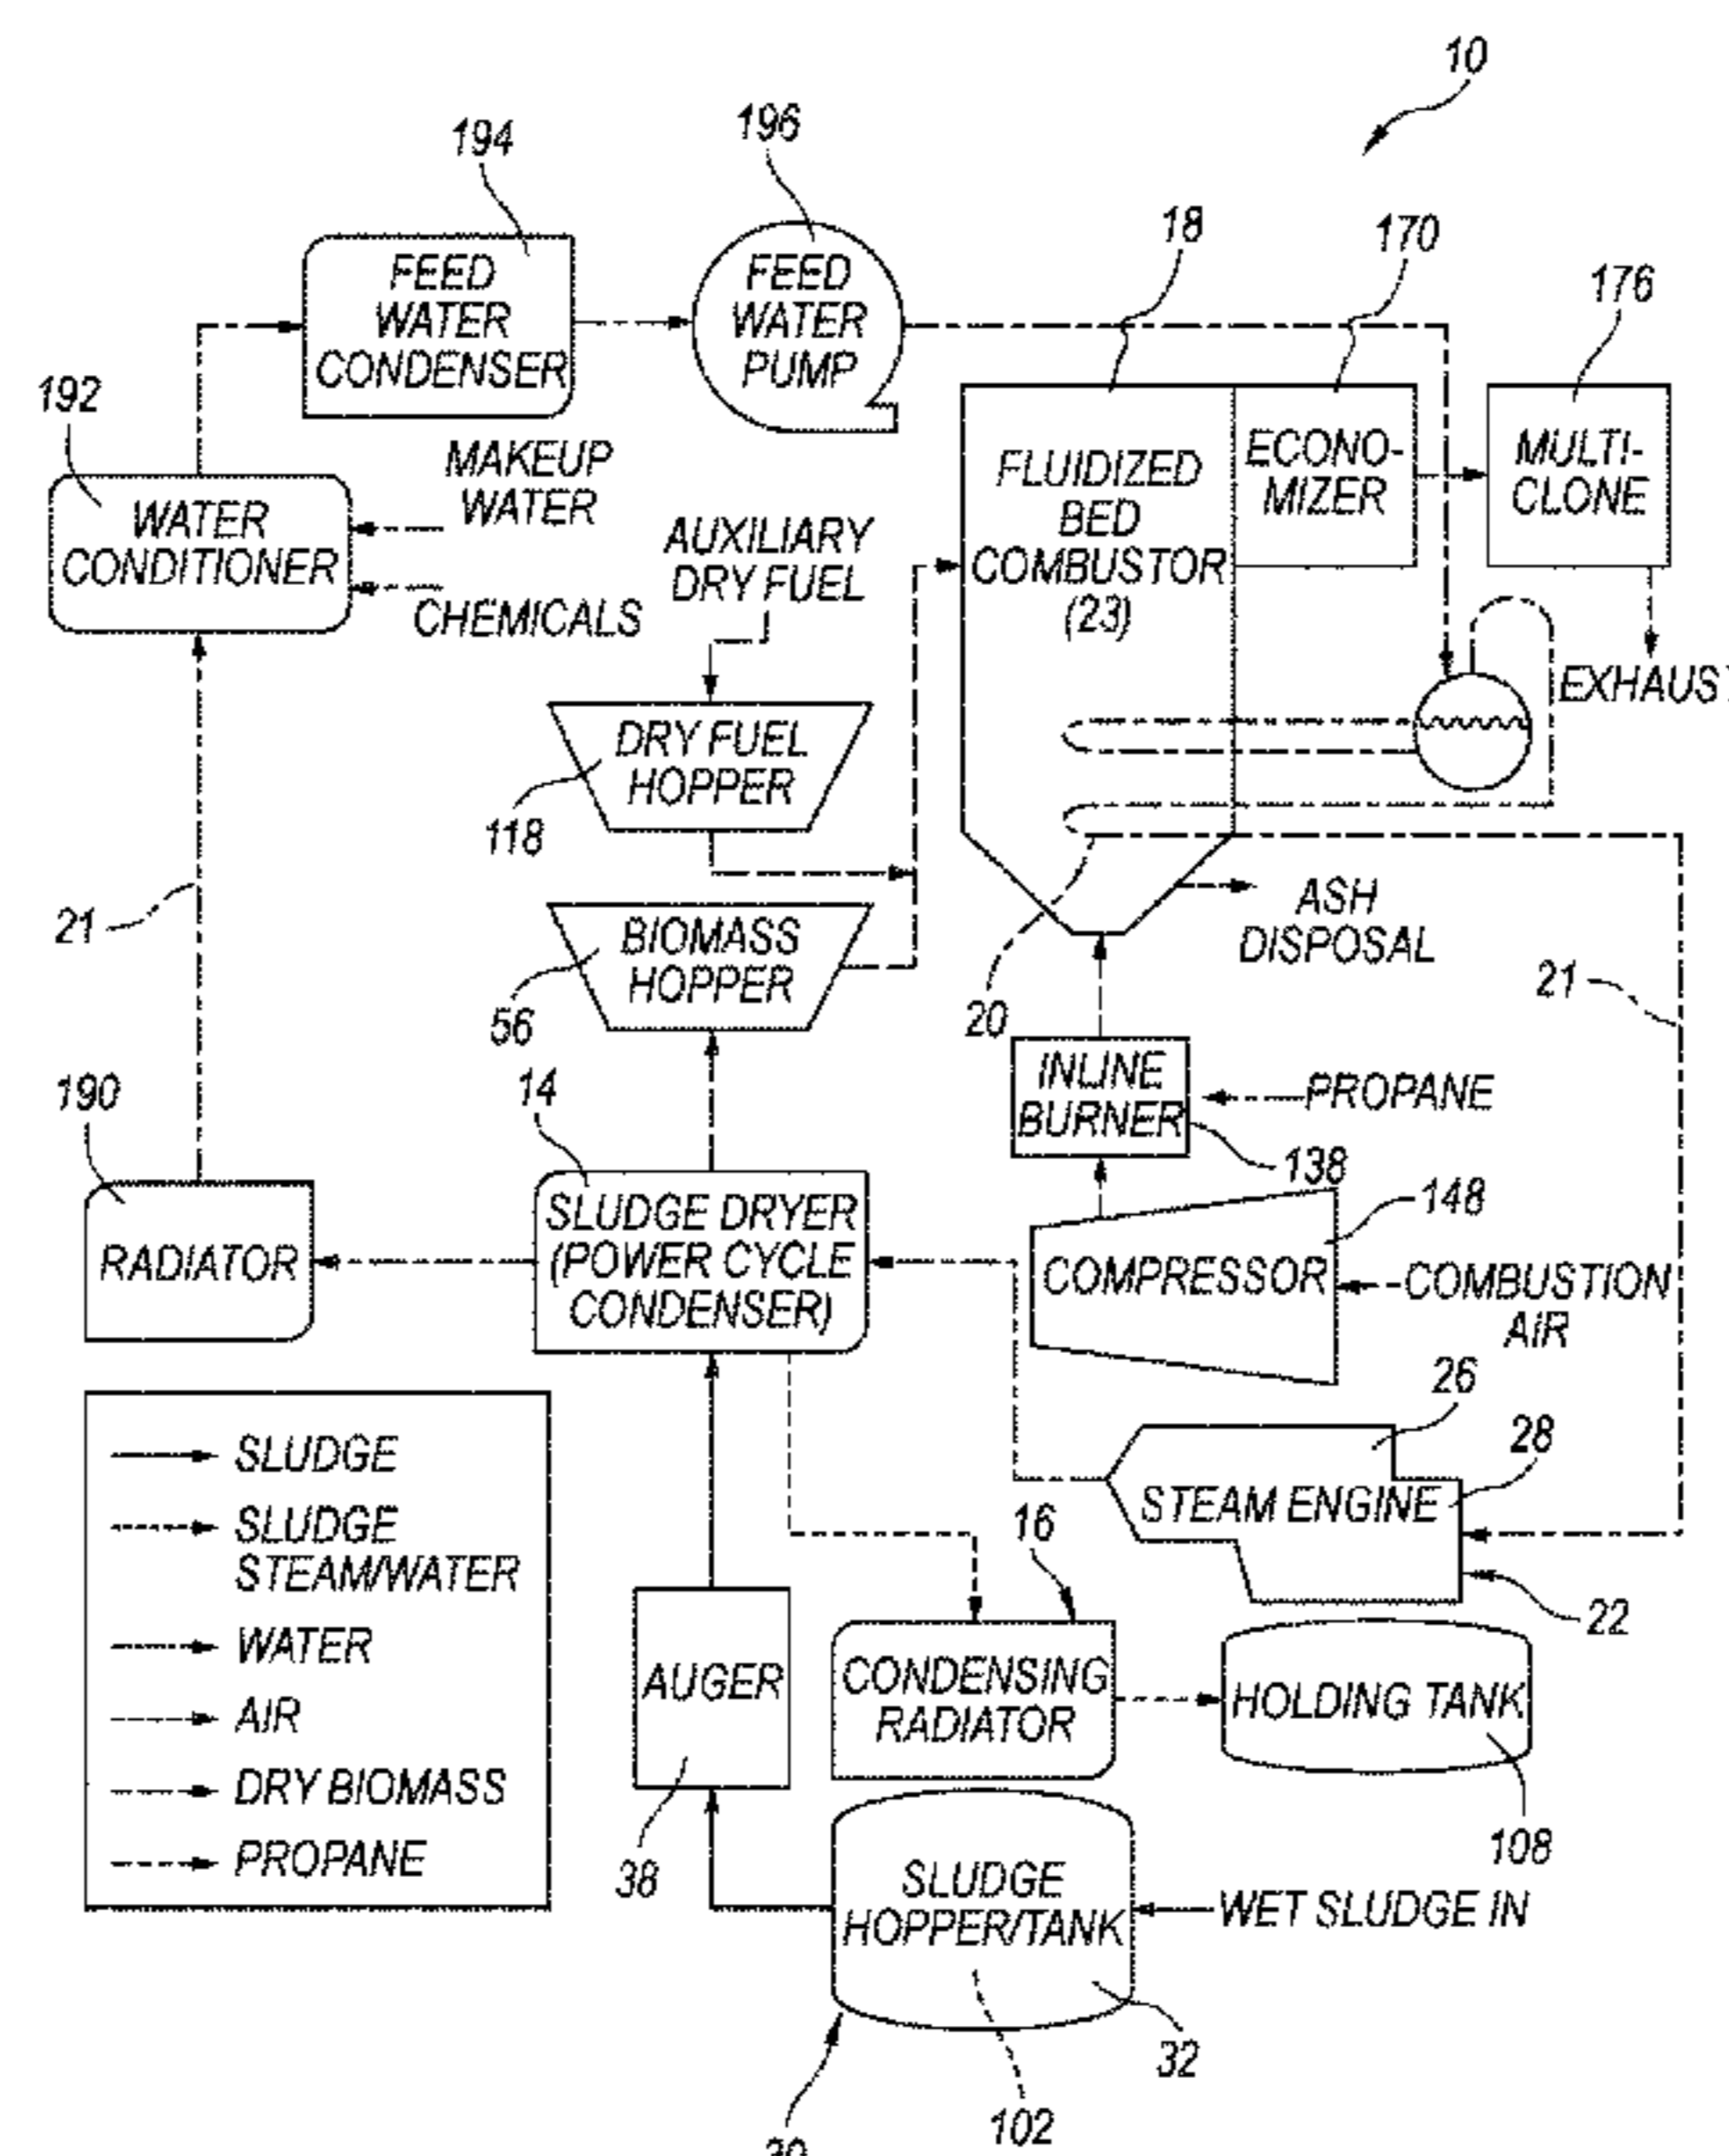 10
194
196
18
170
176
FEED
WATER
CONDENSER
FEED
WATER
PUMP
192
MAKEUP
WATER
WATER
CONDITIONER
CHEMICALS
AUXILIARY
DRY FUEL
FLUIDIZED
BED
COMBUSTOR
(23)
ECONO-
MIZER
MULTI-
CLONE
EXHAUST
DRY FUEL
HOPPER
118
21
BIOMASS
HOPPER
56
20
ASH
DISPOSAL
21
INLINE
BURNER
PROPANE
138
190
14
148
RADIATOR
SLUDGE DRYER
(POWER CYCLE
CONDENSER)
COMPRESSOR
COMBUSTION
AIR
26
28
STEAM ENGINE
16
22
SLUDGE
SLUDGE
STEAM/WATER
WATER
AIR
DRY BIOMASS
PROPANE
AUGER
38
CONDENSING
RADIATOR
HOLDING TANK
108
SLUDGE
HOPPER/TANK
WET SLUDGE IN
32
102